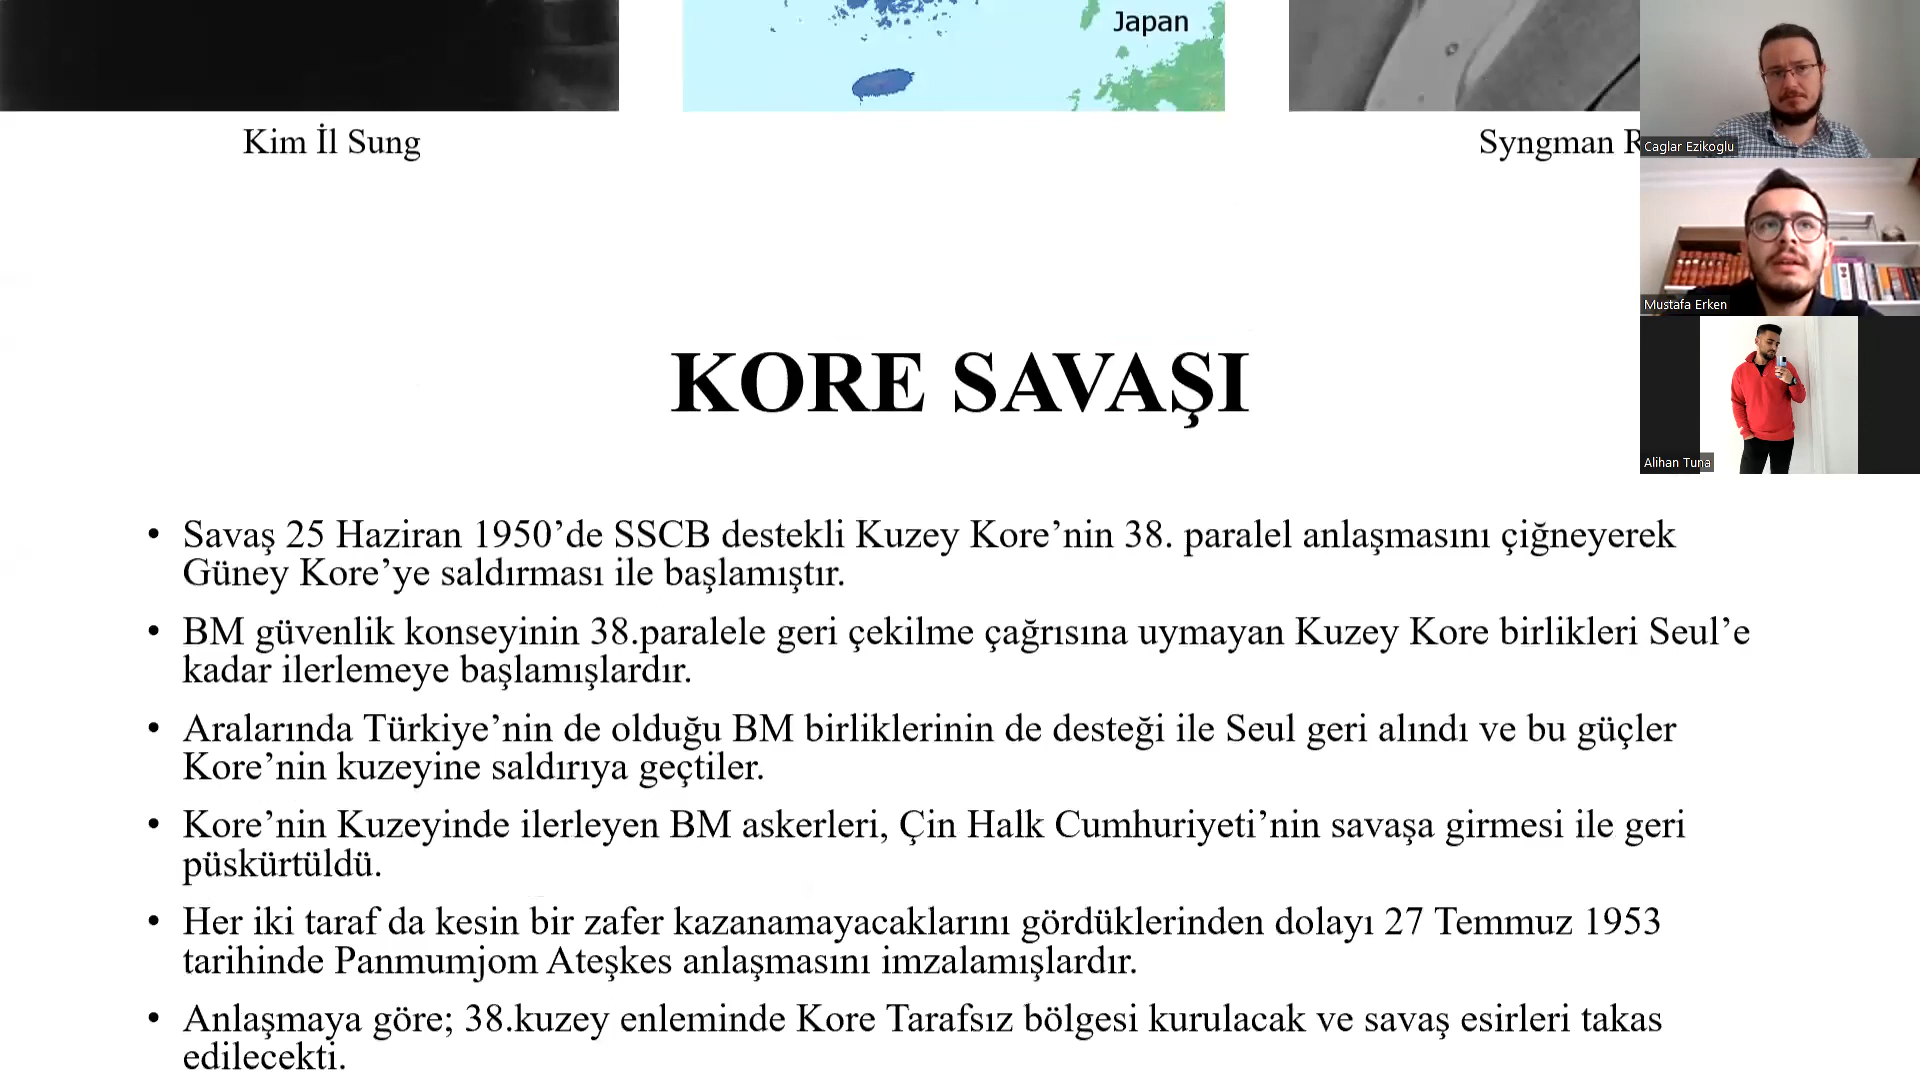 Japan
Kim İl Sung
Syngman
Caglar Ezikoglu
Mustafa Erken
Alihan Tuna
KORE SAVAŞI
• Savaş 25 Haziran 1950’de SSCB destekli Kuzey Kore’nin 38. paralel anlaşmasını çiğneyerek
Güney Kore’ye saldırması ile başlamıştır.
• BM güvenlik konseyinin 38.paralele geri çekilme çağrısına uymayan Kuzey Kore birlikleri Seul’e
kadar ilerlemeye başlamışlardır.
• Aralarında Türkiye’nin de olduğu BM birliklerinin de desteği ile Seul geri alındı ve bu güçler
Kore’nin kuzeyine saldırıya geçtiler.
• Kore’nin Kuzeyinde ilerleyen BM askerleri, Çin Halk Cumhuriyeti’nin savaşa girmesi ile geri
püskürtüldü.
• Her iki taraf da kesin bir zafer kazanamayacaklarını gördüklerinden dolayı 27 Temmuz 1953
tarihinde Panmumjom Ateşkes anlaşmasını imzalamışlardır.
• Anlaşmaya göre; 38.kuzey enleminde Kore Tarafsız bölgesi kurulacak ve savaş esirleri takas
edilecekti.